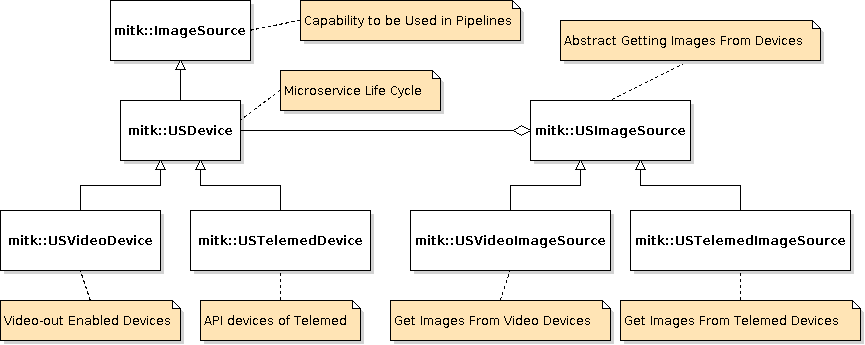 mitk::ImageSource
Capability to be Used in Pipelines
Abstract Getting Images From Devices
Microservice Life Cycle
mitk::USDevice
mitk::USImageSource
mitk::USVideoDevice
mitk::USTelemedDevice
mitk::USVideoImageSource
mitk::USTelemedImageSource
Video-out Enabled Devices
API devices of Telemed
Get Images From Video Devices
Get Images From Telemed Devices